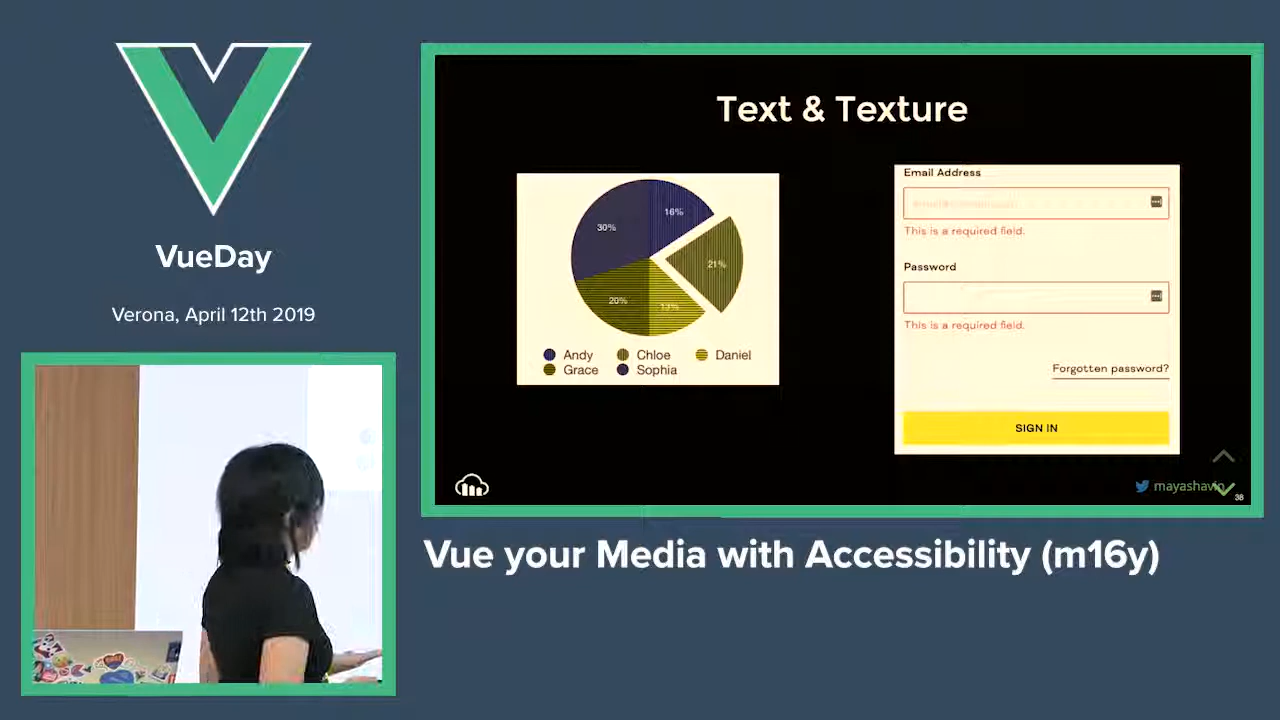 VueDay
Verona, April 12th 2019
Text & Texture
16%
30%
21%
20%
Andy
Chloe
Daniel
Grace
Sophia
Email Address
This is a required field.
Password
This is a required field.
Forgotten password?
SIGN IN
mayashavin
38
Vue your Media with Accessibility (m16y)